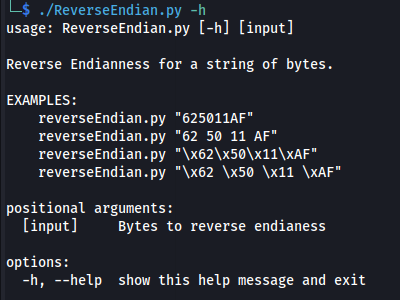 └─$ ./ReverseEndian.py -h
usage: ReverseEndian.py [-h] [input]

Reverse Endianness for a string of bytes.

EXAMPLES:
    reverseEndian.py "625011AF"
    reverseEndian.py "62 50 11 AF"
    reverseEndian.py "\x62\x50\x11\xAF"
    reverseEndian.py "\x62 \x50 \x11 \xAF"

positional arguments:
  [input]     Bytes to reverse endianess

options:
  -h, --help  show this help message and exit